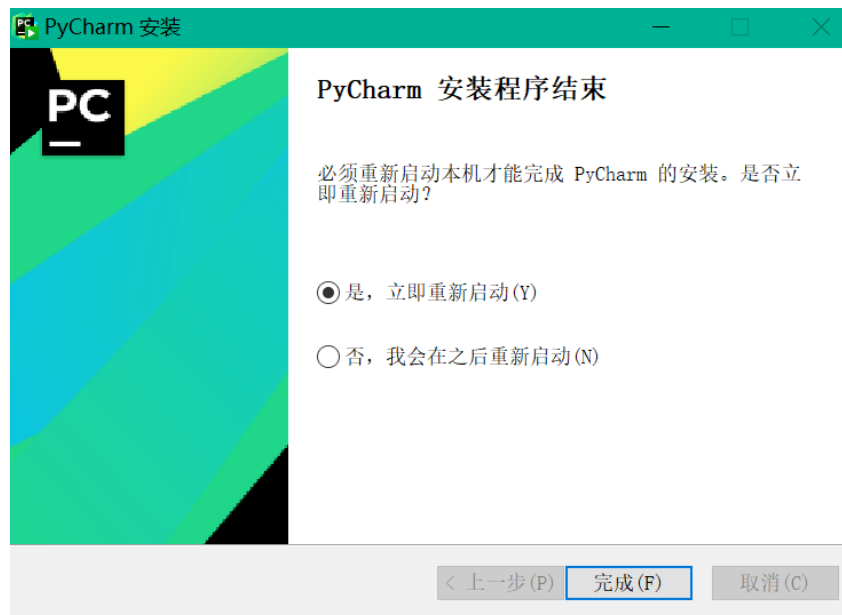 PyCharm 安装
PC
PyCharm 安装程序结束
必须重新启动本机才能完成 PyCharm 的安装。是否立
即重新启动?
是，立即重新启动(Y)
否，我会在之后重新启动(N)
< 上一步(P) 完成(F) 取消(C)